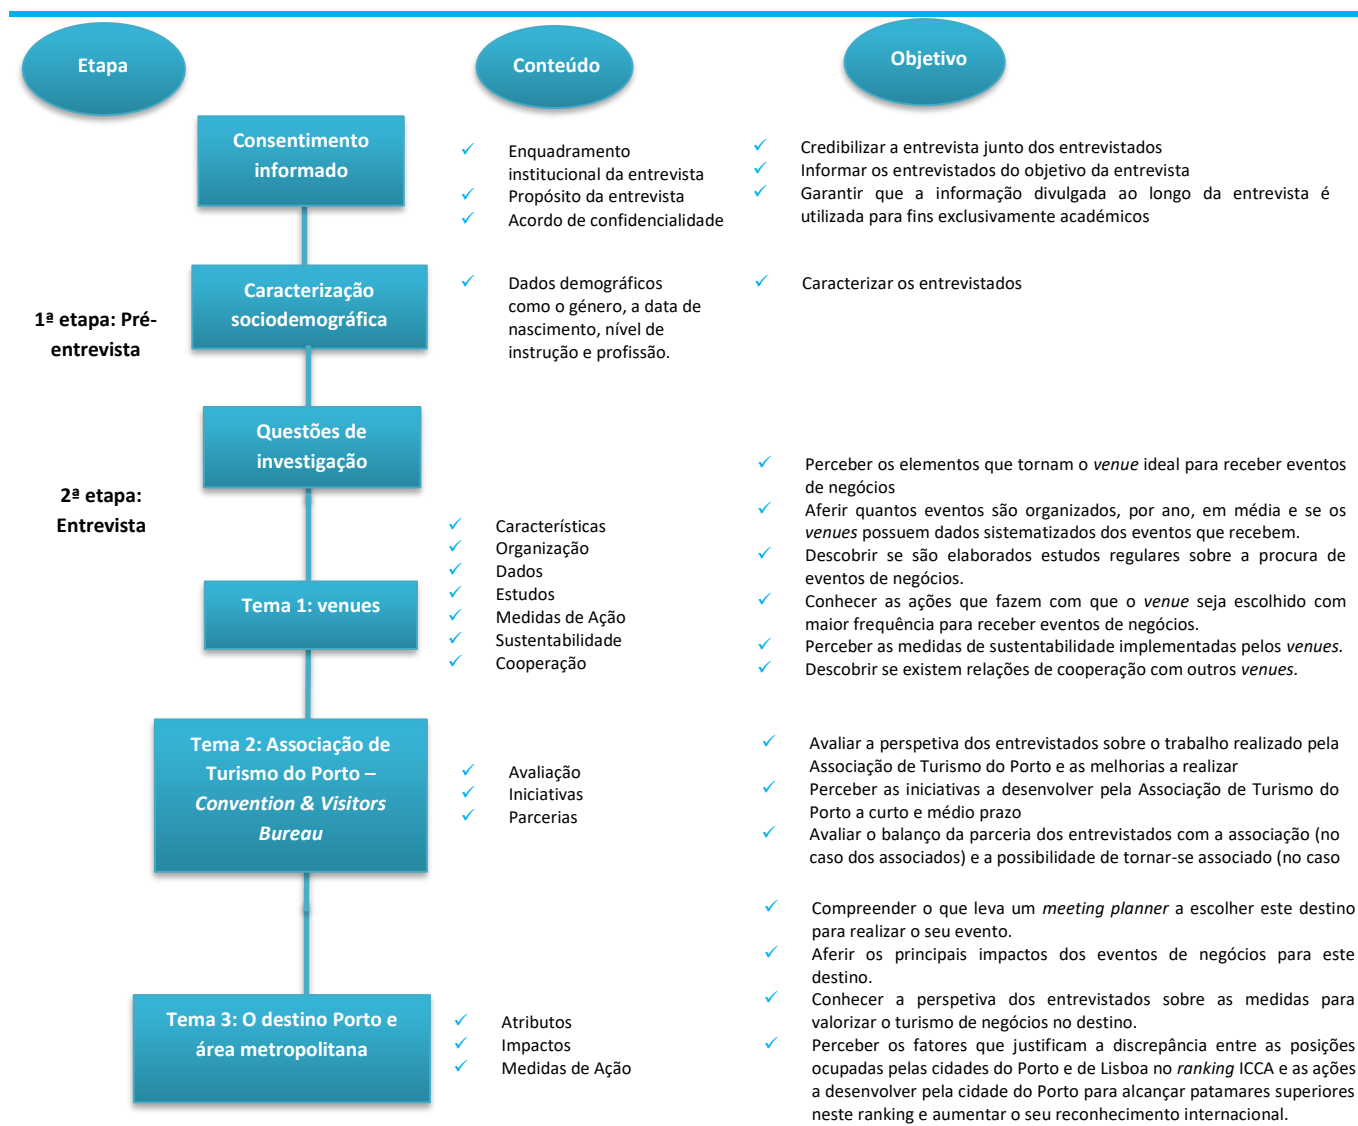 Etapa
Conteúdo
Objetivo
Consentimento
informado
✓ Enquadramento
institucional da entrevista
✓ Propósito da entrevista
✓ Acordo de confidencialidade
✓ Credibilizar a entrevista junto dos entrevistados
✓ Informar os entrevistados do objetivo da entrevista
✓ Garantir que a informação divulgada ao longo da entrevista é
utilizada para fins exclusivamente académicos
1ª etapa: Pré-
entrevista
Caracterização
sociodemográfica
✓ Dados demográficos
como o género, a data de
nascimento, nível de
instrução e profissão.
✓ Caracterizar os entrevistados
2ª etapa:
Entrevista
Questões de
investigação
Tema 1: venues
✓ Características
✓ Organização
✓ Dados
✓ Estudos
✓ Medidas de Ação
✓ Sustentabilidade
✓ Cooperação
✓ Perceber os elementos que tornam o venue ideal para receber eventos
de negócios
✓ Aferir quantos eventos são organizados, por ano, em média e se os
venues possuem dados sistematizados dos eventos que recebem.
✓ Descobrir se são elaborados estudos regulares sobre a procura de
eventos de negócios.
✓ Conhecer as ações que fazem com que o venue seja escolhido com
maior frequência para receber eventos de negócios.
✓ Perceber as medidas de sustentabilidade implementadas pelos venues.
✓ Descobrir se existem relações de cooperação com outros venues.
Tema 2: Associação de
Turismo do Porto –
Convention & Visitors
Bureau
✓ Avaliação
✓ Iniciativas
✓ Parcerias
✓ Avaliar a perspetiva dos entrevistados sobre o trabalho realizado pela
Associação de Turismo do Porto e as melhorias a realizar
✓ Perceber as iniciativas a desenvolver pela Associação de Turismo do
Porto a curto e médio prazo
✓ Avaliar o balanço da parceria dos entrevistados com a associação (no
caso dos associados) e a possibilidade de tornar-se associado (no caso
Tema 3: O destino Porto e
área metropolitana
✓ Atributos
✓ Impactos
✓ Medidas de Ação
✓ Compreender o que leva um meeting planner a escolher este destino
para realizar o seu evento.
✓ Aferir os principais impactos dos eventos de negócios para este
destino.
✓ Conhecer a perspetiva dos entrevistados sobre as medidas para
valorizar o turismo de negócios no destino.
✓ Perceber os fatores que justificam a discrepância entre as posições
ocupadas pelas cidades do Porto e de Lisboa no ranking ICCA e as ações
a desenvolver pela cidade do Porto para alcançar patamares superiores
neste ranking e aumentar o seu reconhecimento internacional.